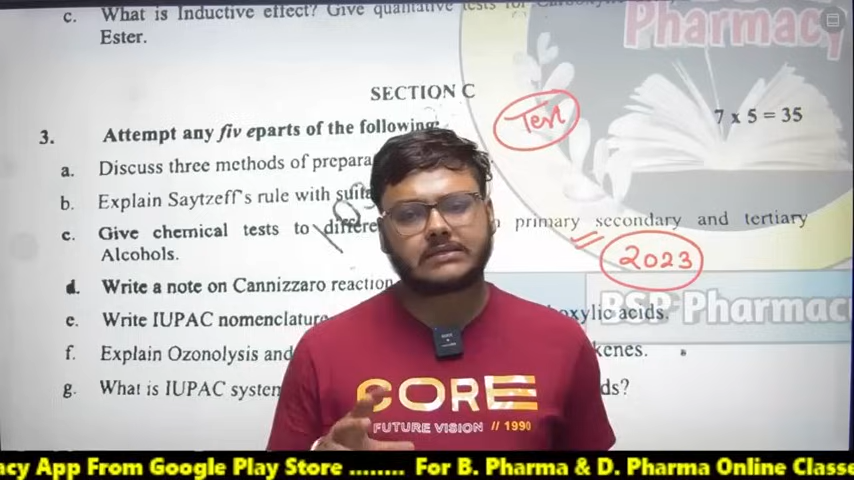 c. What is Inductive effect? Give qualitative tests for
Ester.
Pharmacy
SECTION C
Test
3. Attempt any fiv eparts of the following:
7 x 5 = 35
a. Discuss three methods of prepara
b. Explain Saytzeff's rule with suita
c. Give chemical tests to differe primary secondary and tertiary
Alcohols.
2023
d. Write a note on Cannizzaro reaction
e. Write IUPAC nomenclature oxylic acids.
BSP Pharmac
f. Explain Ozonolysis and kenes.
g. What is IUPAC system ds?
CORE
FUTURE VISION // 1990
acy App From Google Play Store ........ For B. Pharma & D. Pharma Online Classe